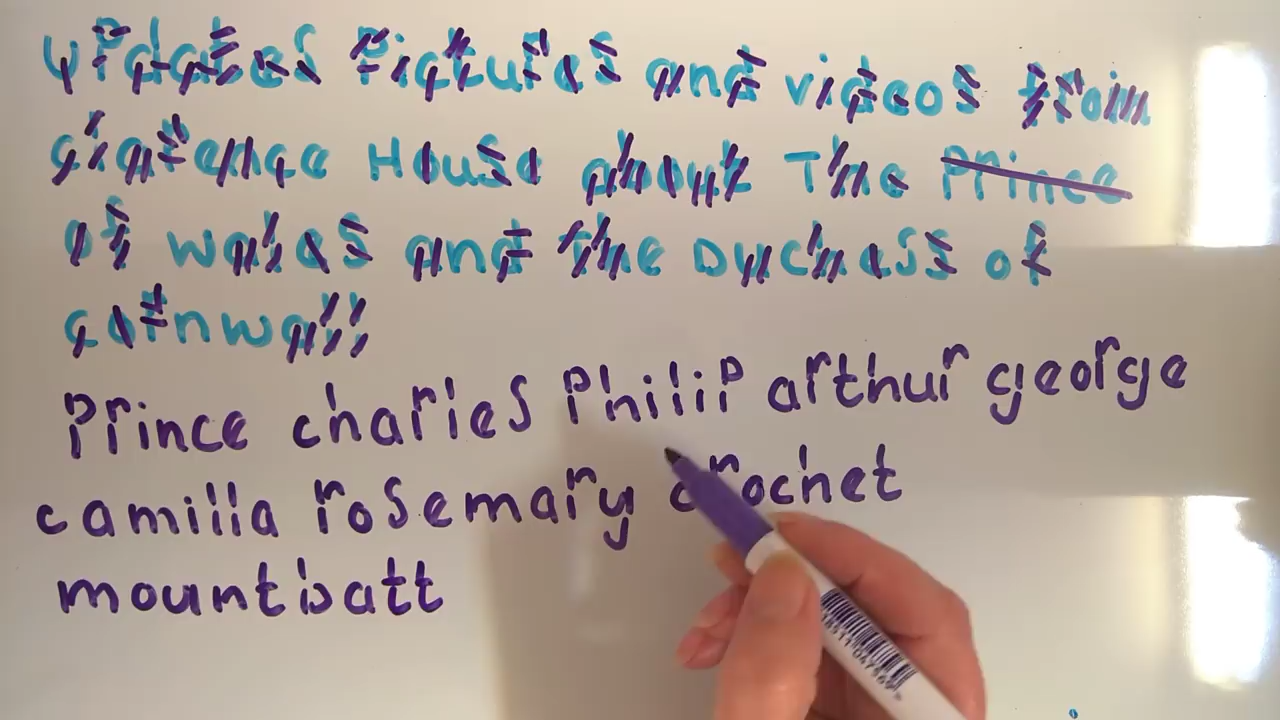 updates pictures and videos from
clarence House about The Prince
of wales and the Duchess of
cornwall
Prince charles Philip arthur george
camilla rosemary crochet
mountbatt